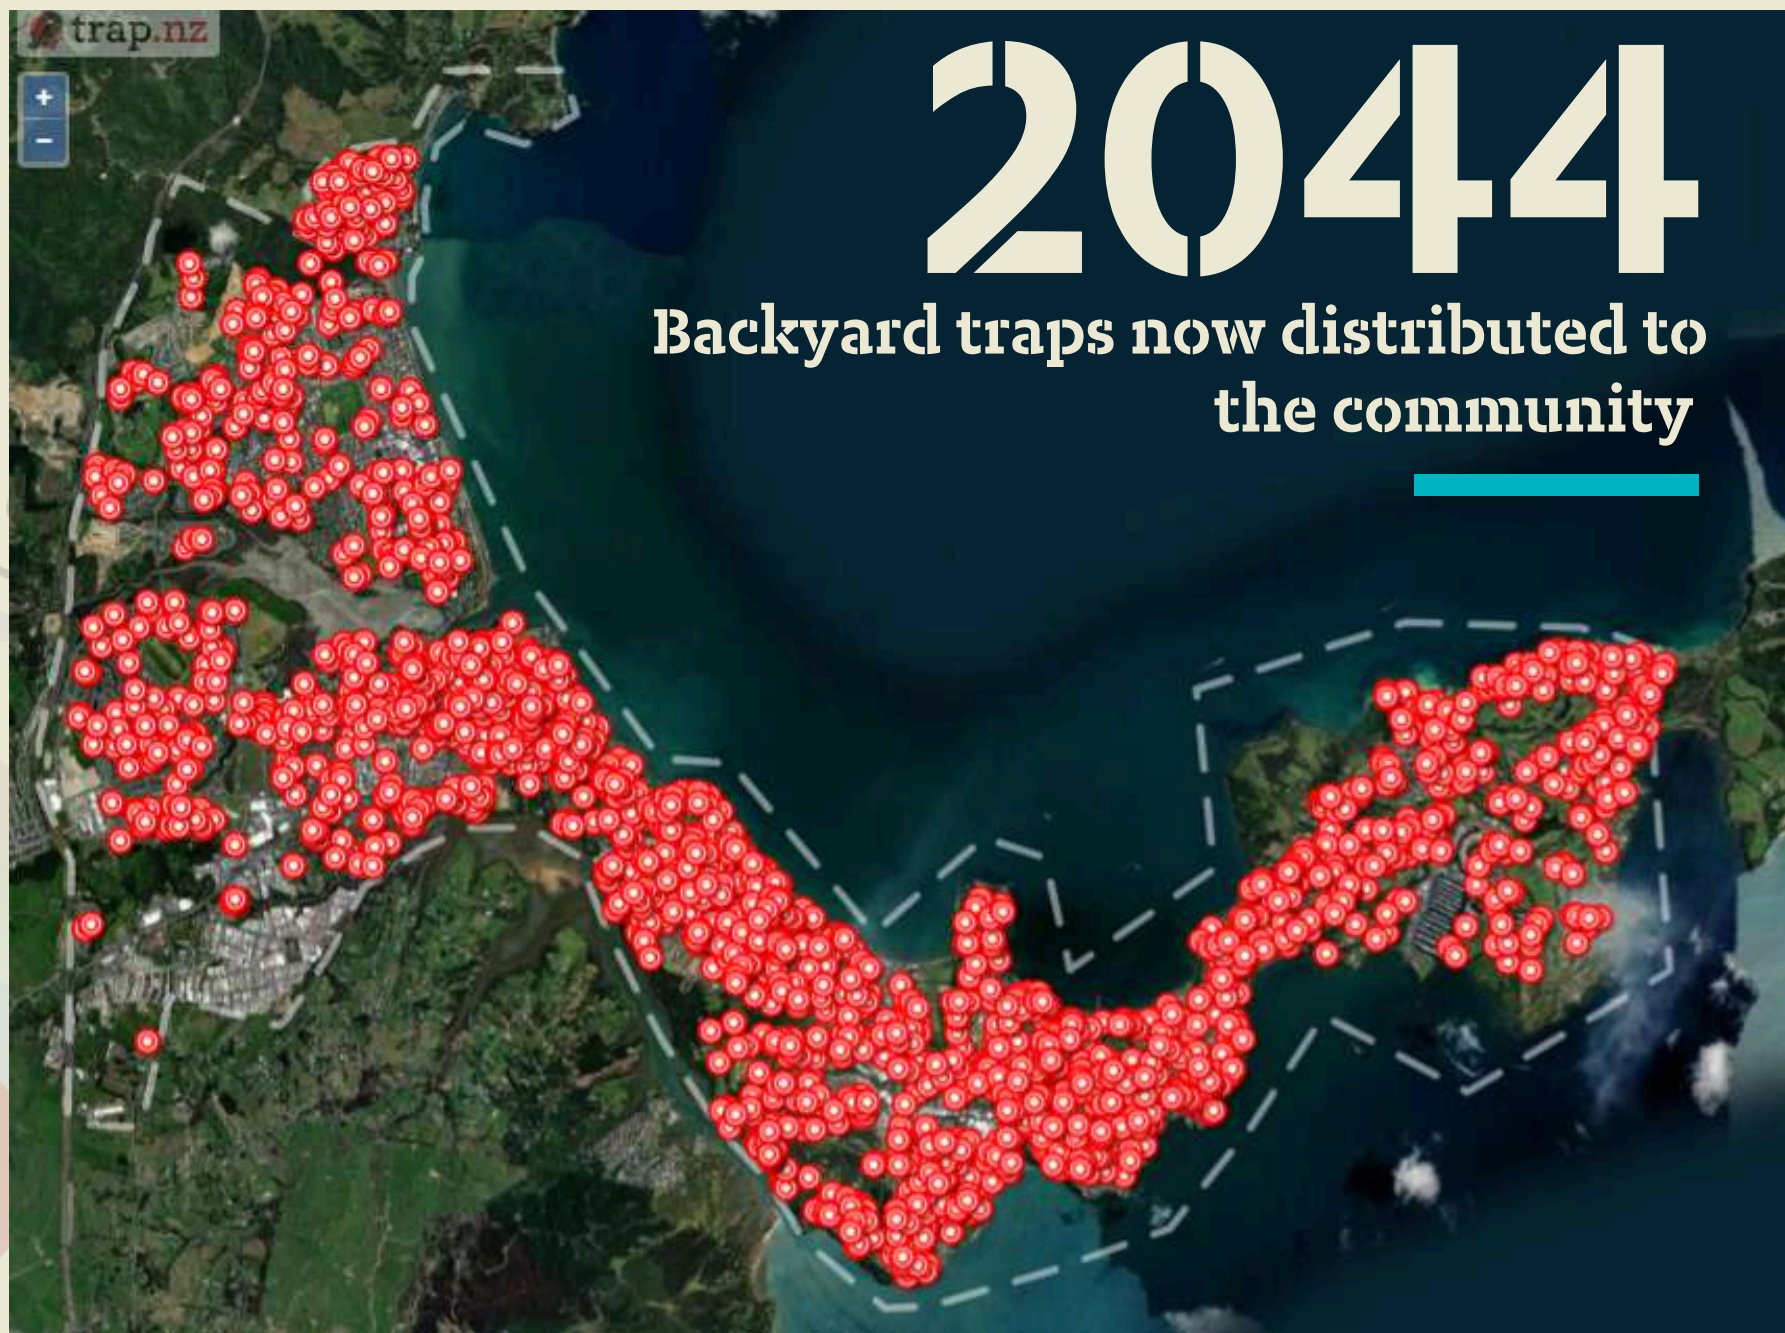 trap.nz
+
−
2044
Backyard traps now distributed to
the community